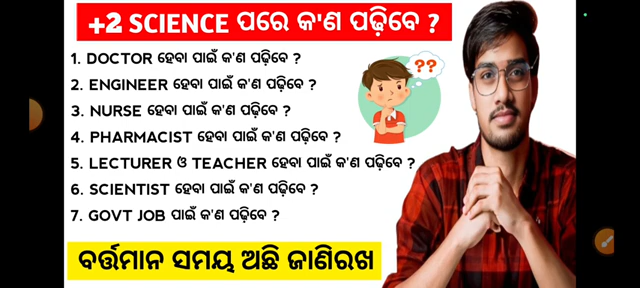 +2 SCIENCE ପରେ କ'ଣ ପଢ଼ିବେ ?
1. DOCTOR ହେବା ପାଇଁ କ'ଣ ପଢ଼ିବେ ?
2. ENGINEER ହେବା ପାଇଁ କ'ଣ ପଢ଼ିବେ ?
3. NURSE ହେବା ପାଇଁ କ'ଣ ପଢ଼ିବେ ?
4. PHARMACIST ହେବା ପାଇଁ କ'ଣ ପଢ଼ିବେ ?
5. LECTURER ଓ TEACHER ହେବା ପାଇଁ କ'ଣ ପଢ଼ିବେ ?
6. SCIENTIST ହେବା ପାଇଁ କ'ଣ ପଢ଼ିବେ ?
7. GOVT JOB ପାଇଁ କ'ଣ ପଢ଼ିବେ ?
??
ବର୍ତ୍ତମାନ ସମୟ ଅଛି ଜାଣିରଖ